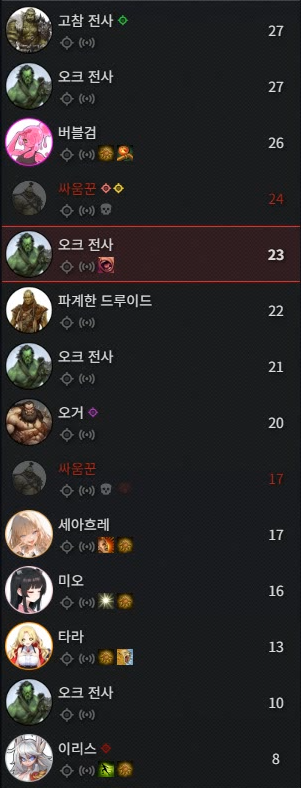 고참 전사 27
오크 전사 27
버블검 26
싸움꾼 24
오크 전사 23
파계한 드루이드 22
오크 전사 21
오거 20
싸움꾼 17
세아흐레 17
미오 16
타라 13
오크 전사 10
이리스 8